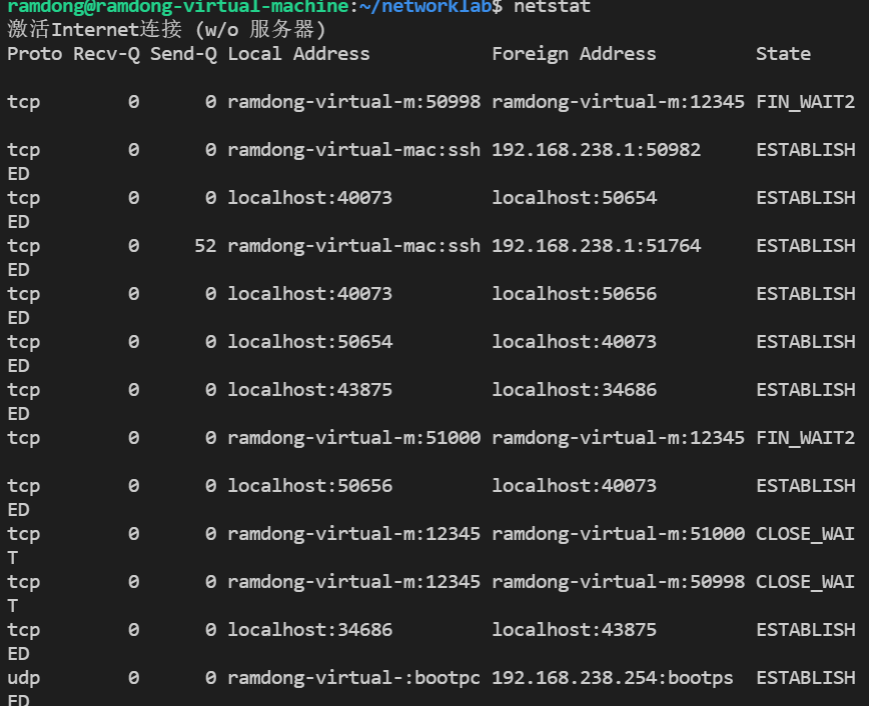 ramdong@ramdong-virtual-machine:~/networklab$ netstat
激活Internet连接 (w/o 服务器)
Proto Recv-Q Send-Q Local Address           Foreign Address         State
tcp        0      0 ramdong-virtual-m:50998 ramdong-virtual-m:12345 FIN_WAIT2
tcp        0      0 ramdong-virtual-mac:ssh 192.168.238.1:50982     ESTABLISH
ED
tcp        0      0 localhost:40073         localhost:50654         ESTABLISH
ED
tcp        0     52 ramdong-virtual-mac:ssh 192.168.238.1:51764     ESTABLISH
ED
tcp        0      0 localhost:40073         localhost:50656         ESTABLISH
ED
tcp        0      0 localhost:50654         localhost:40073         ESTABLISH
ED
tcp        0      0 localhost:43875         localhost:34686         ESTABLISH
ED
tcp        0      0 ramdong-virtual-m:51000 ramdong-virtual-m:12345 FIN_WAIT2
tcp        0      0 localhost:50656         localhost:40073         ESTABLISH
ED
tcp        0      0 ramdong-virtual-m:12345 ramdong-virtual-m:51000 CLOSE_WAI
T
tcp        0      0 ramdong-virtual-m:12345 ramdong-virtual-m:50998 CLOSE_WAI
T
tcp        0      0 localhost:34686         localhost:43875         ESTABLISH
ED
udp        0      0 ramdong-virtual-:bootpc 192.168.238.254:bootps  ESTABLISH
ED